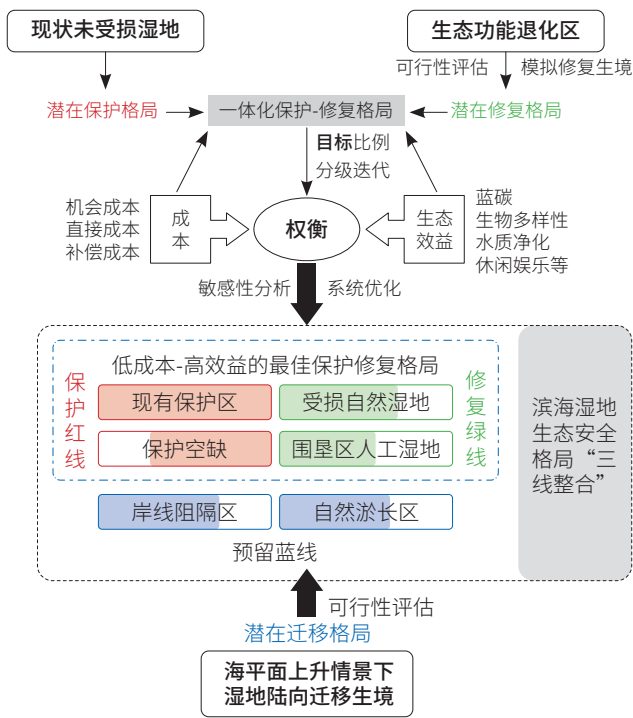 现状未受损湿地
生态功能退化区
可行性评估
模拟修复生境
潜在保护格局
一体化保护-修复格局
潜在修复格局
目标比例
分级迭代
机会成本
直接成本
补偿成本
成
本
权衡
生态
效益
蓝碳
生物多样性
水质净化
休闲娱乐等
敏感性分析
系统优化
低成本-高效益的最佳保护修复格局
保
护
红
线
现有保护区
受损自然湿地
保护空缺
围垦区人工湿地
修
复
绿
线
岸线阻隔区
自然淤长区
预留蓝线
滨海湿地
生态安全
格局“三
线整合”
可行性评估
潜在迁移格局
海平面上升情景下
湿地陆向迁移生境